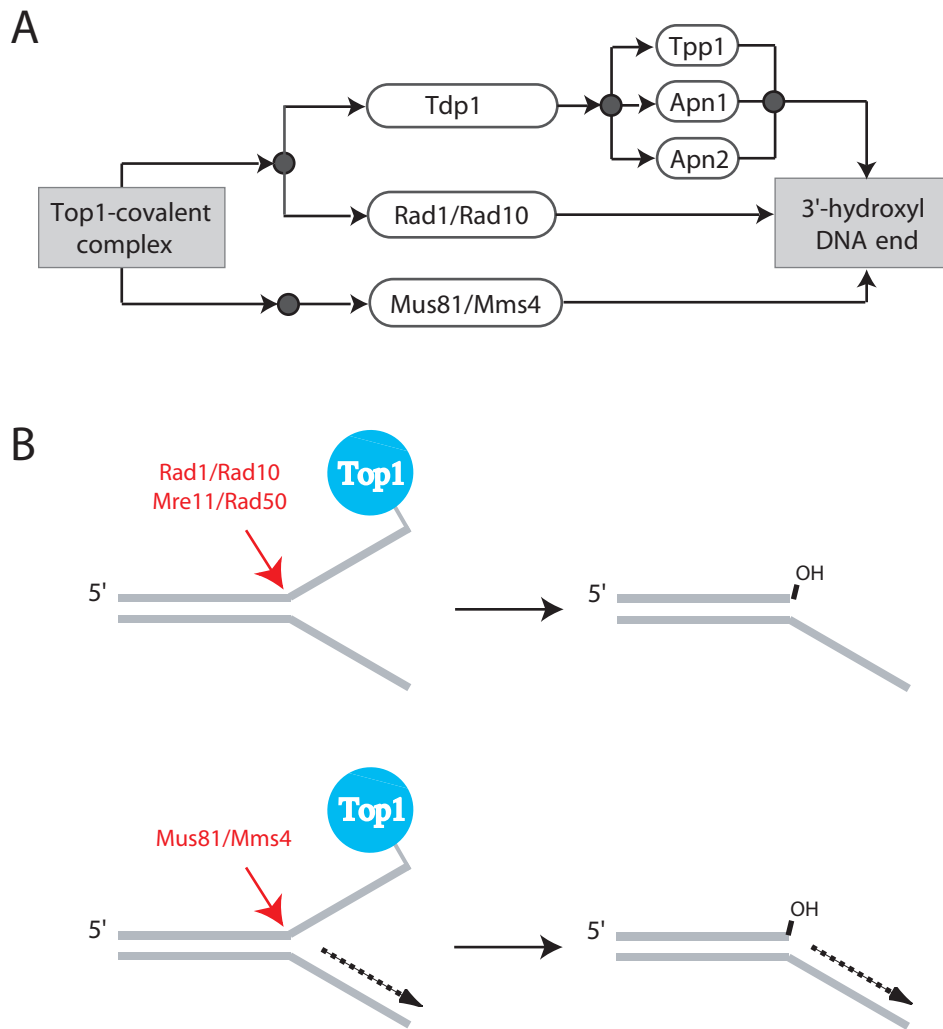 A
Tpp1
Tdp1
Apn1
Apn2
Top1-covalent
complex
Rad1/Rad10
3'-hydroxyl
DNA end
Mus81/Mms4
B
Rad1/Rad10
Mre11/Rad50
Top1
5'
5'
OH
Mus81/Mms4
Top1
5'
5'
OH